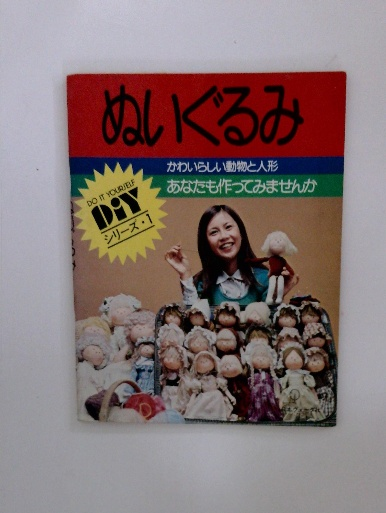 ぬいぐるみ
かわいらしい動物と人形
あなたも作ってみませんか
DO IT YOURSELF
DiY
シリーズ・1